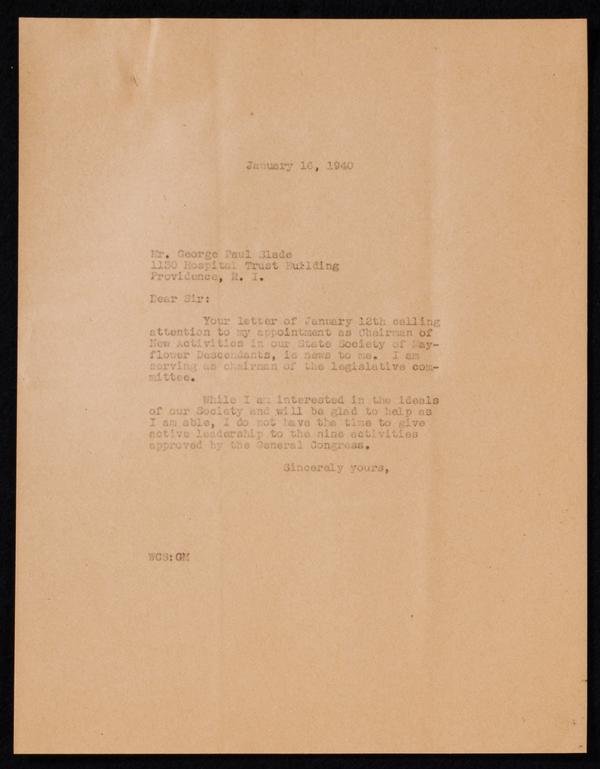 January 16, 1940
Mr. George Paul Slade
1130 Hospital Trust Building
Providence, R. I.
Dear Sir:
Your letter of January 12th calling
attention to my appointment as Chairman of
New Activities in our State Society of May-
flower Descendants, is news to me. I am
serving as chairman of the legislative com-
mittee.
While I am interested in the ideals
of our Society and will be glad to help as
I am able, I do not have the time to give
active leadership to the nine activities
approved by the General Congress.
Sincerely yours,
WCS:GM